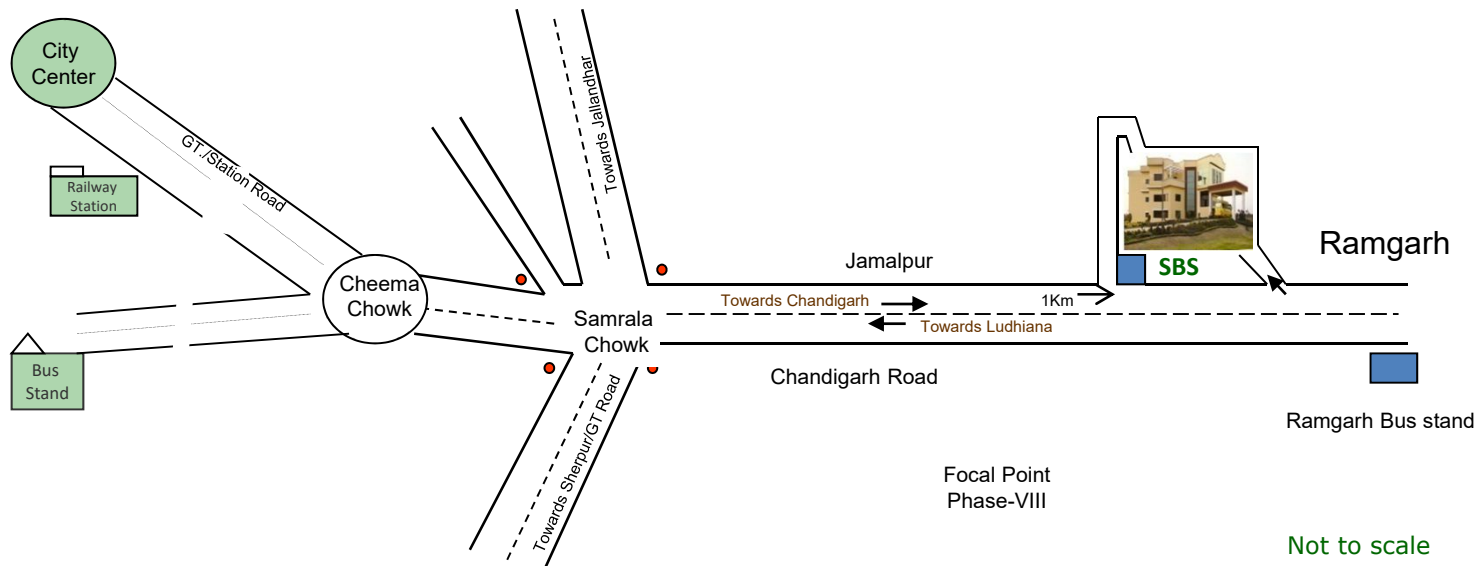 City
Center
GT./Station Road
Railway
Station
Towards Jallandhar
Cheema
Chowk
Samrala
Chowk
Jamalpur
Towards Chandigarh
1Km
Towards Ludhiana
SBS
Ramgarh
Bus
Stand
Chandigarh Road
Towards Sherpur/GT Road
Ramgarh Bus stand
Focal Point
Phase-VIII
Not to scale